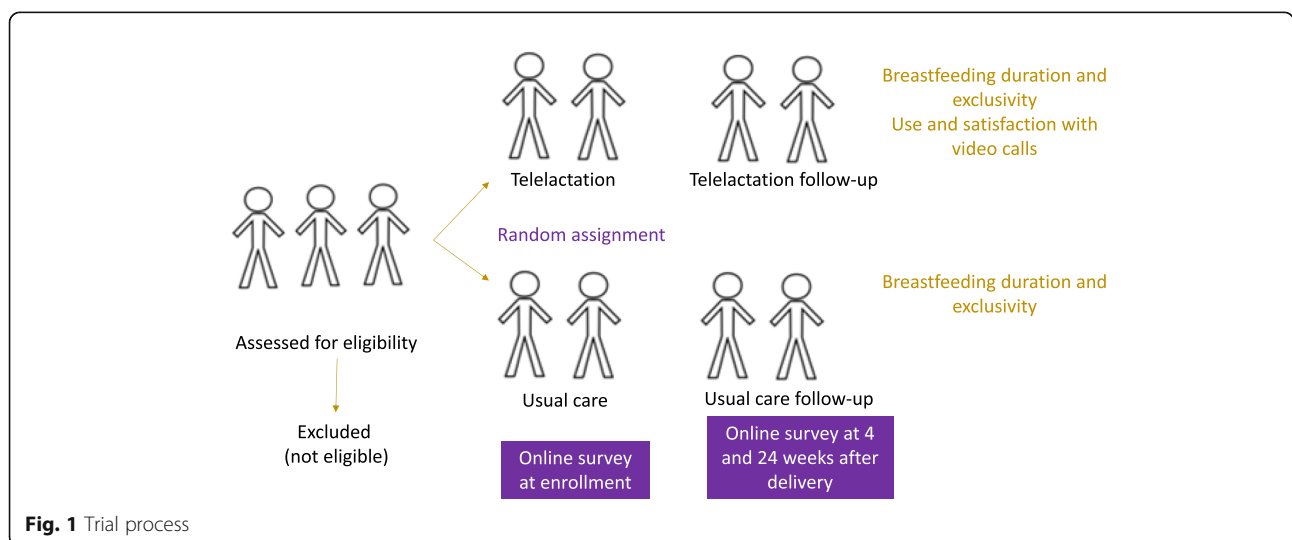 Breastfeeding duration and
exclusivity
Use and satisfaction with
video calls
Telelactation
Telelactation follow-up
Random assignment
Breastfeeding duration and
exclusivity
Assessed for eligibility
Usual care
Usual care follow-up
Excluded
(not eligible)
Online survey
at enrollment
Online survey at 4
and 24 weeks after
delivery
Fig. 1 Trial process